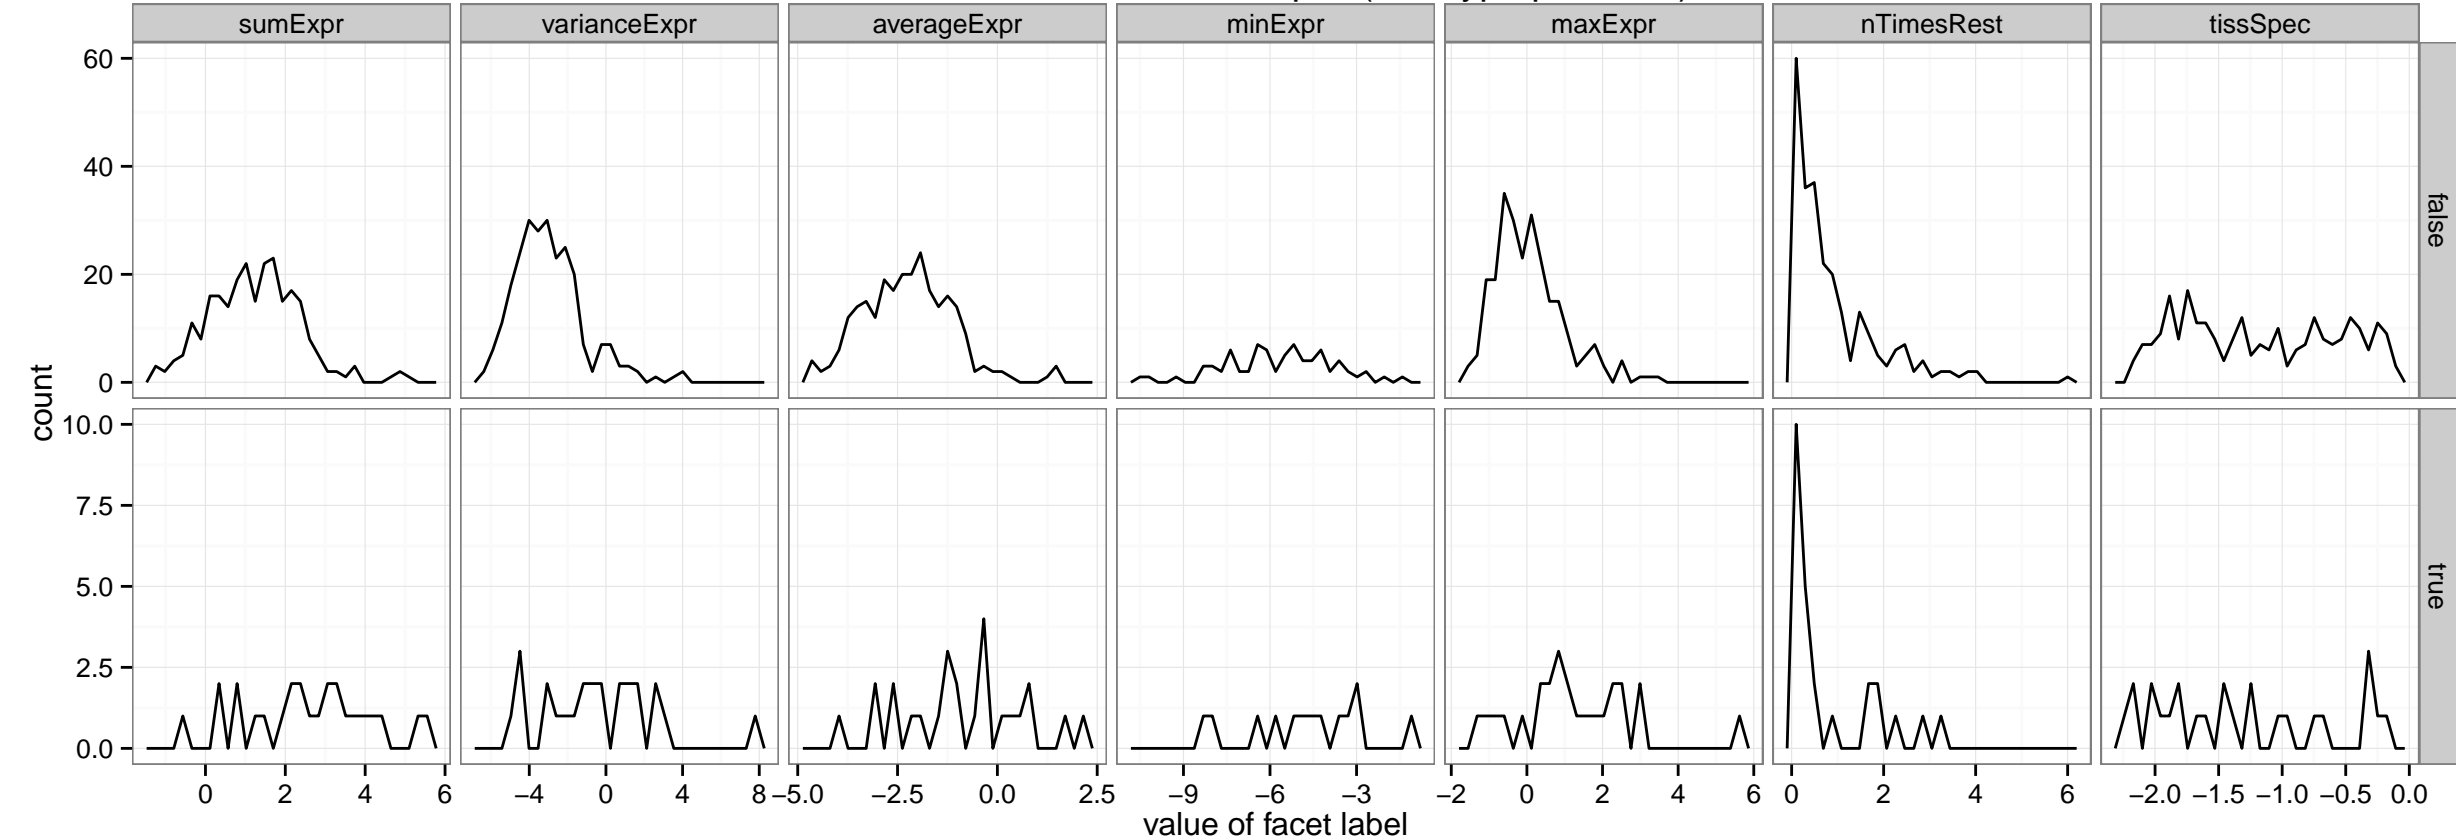 sumExpr varianceExpr averageExpr minExpr maxExpr nTimesRest tissSpec
60
40
20
0
false
count
10.0
7.5
5.0
2.5
0.0
true
0 2 4 6 −4 0 4 8 −5.0 −2.5 0.0 2.5 −9 −6 −3 −2 0 2 4 6 0 2 4 6 −2.0 −1.5 −1.0 −0.5 0.0
value of facet label